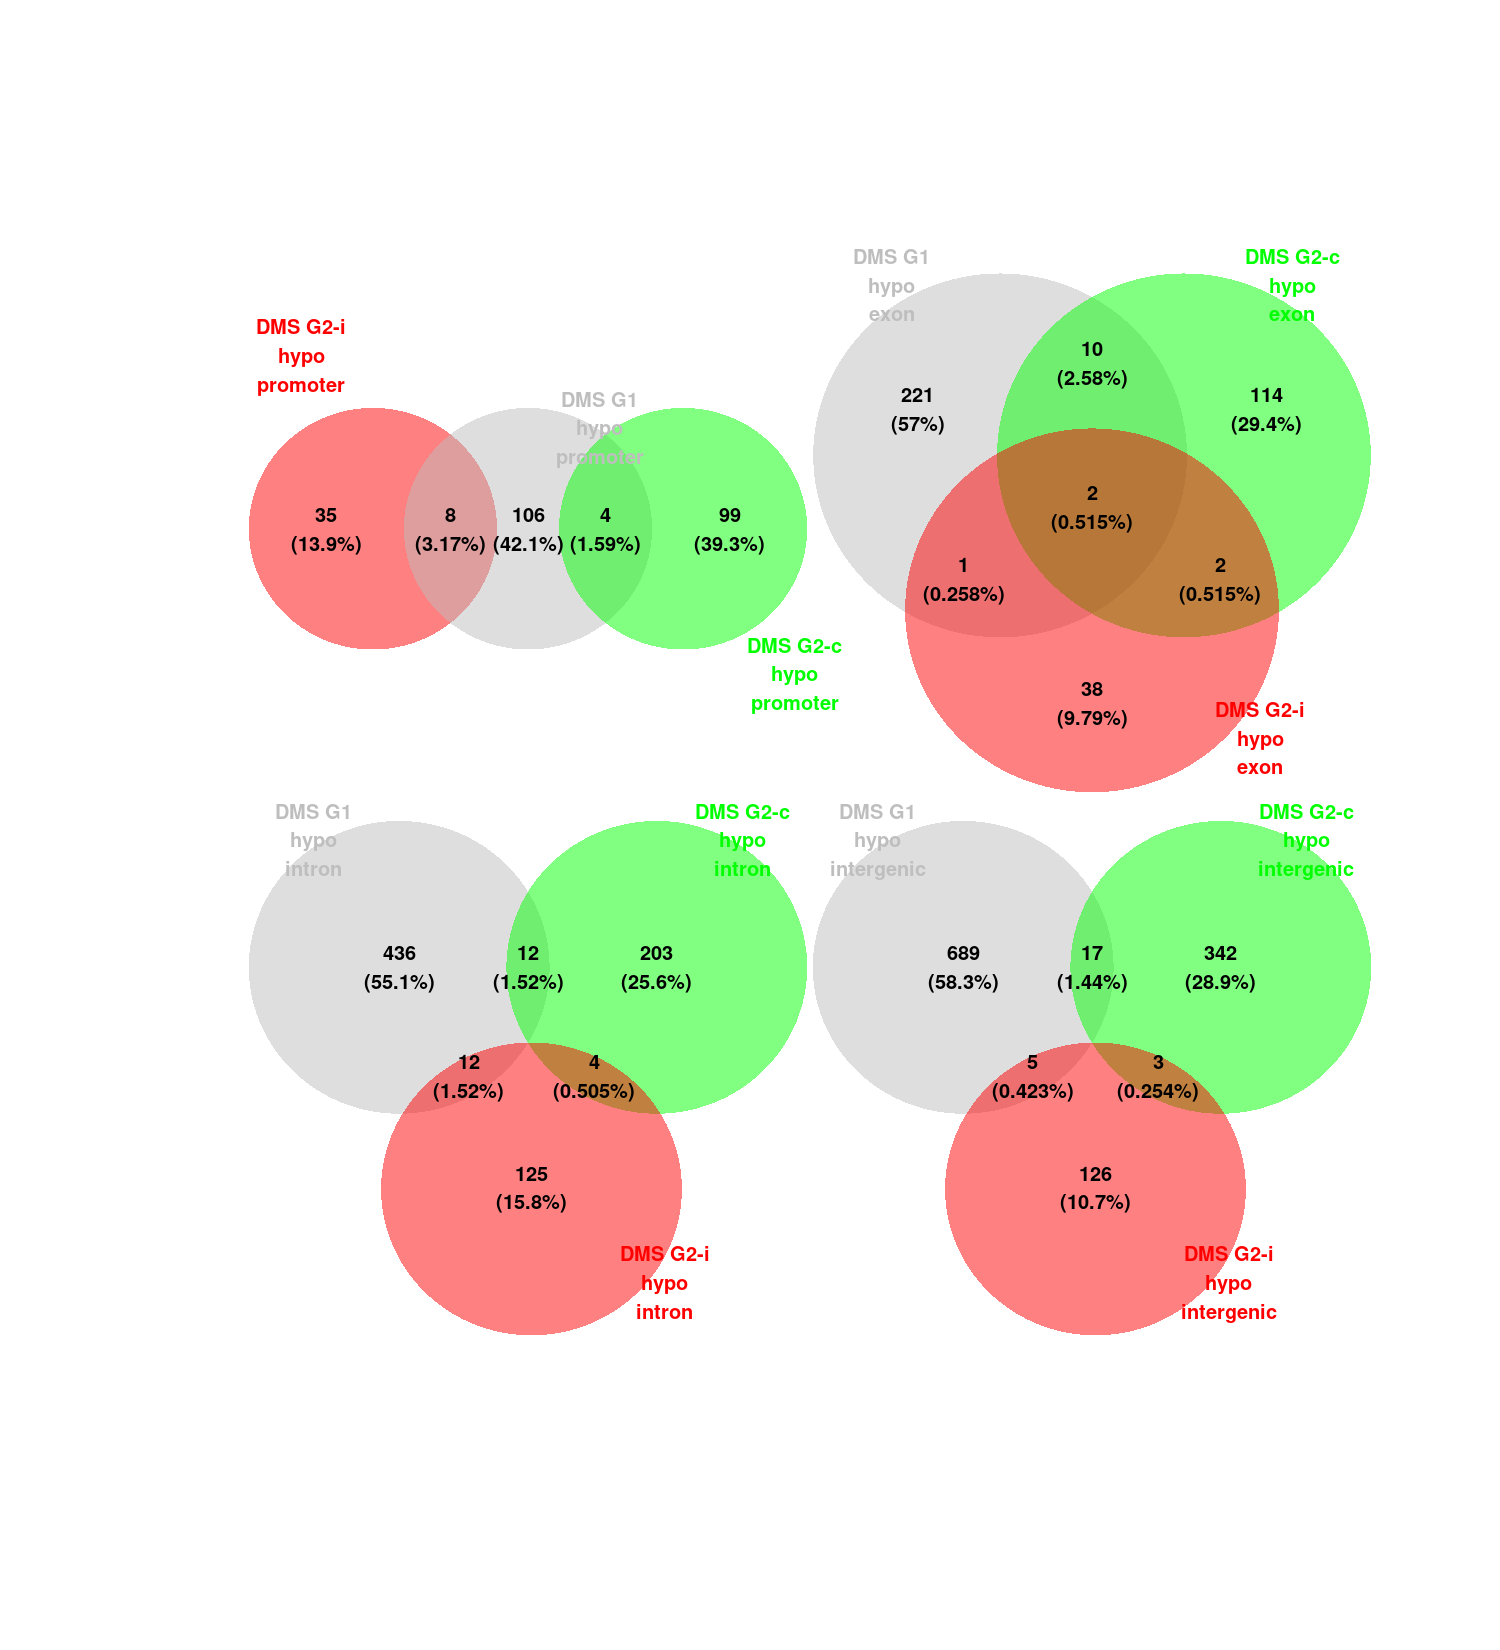 DMS G2-i
hypo
promoter
DMS G1
hypo
promoter
35
(13.9%)
8
(3.17%)
106
(42.1%)
4
(1.59%)
99
(39.3%)
DMS G2-c
hypo
promoter
DMS G1
hypo
exon
DMS G2-c
hypo
exon
10
(2.58%)
221
(57%)
114
(29.4%)
2
(0.515%)
1
(0.258%)
2
(0.515%)
38
(9.79%)
DMS G2-i
hypo
exon
DMS G1
hypo
intron
DMS G2-c
hypo
intron
436
(55.1%)
12
(1.52%)
203
(25.6%)
12
(1.52%)
4
(0.505%)
125
(15.8%)
DMS G2-i
hypo
intron
DMS G1
hypo
intergenic
DMS G2-c
hypo
intergenic
689
(58.3%)
17
(1.44%)
342
(28.9%)
5
(0.423%)
3
(0.254%)
126
(10.7%)
DMS G2-i
hypo
intergenic